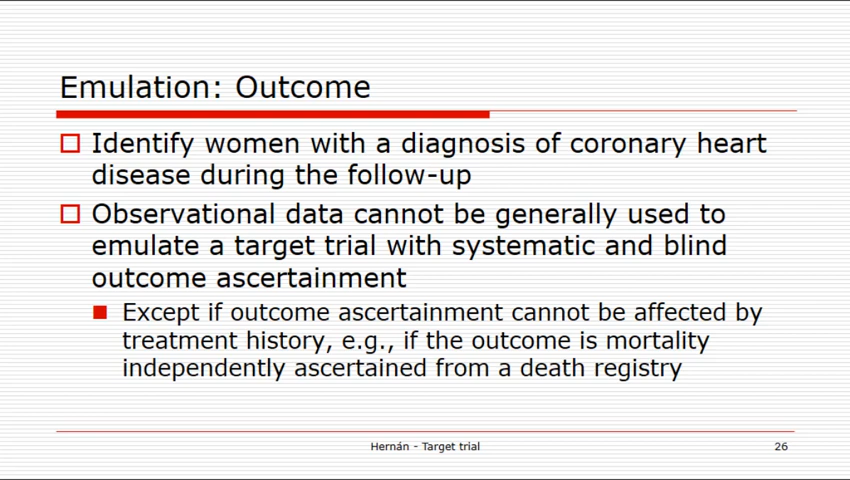 Emulation: Outcome
Identify women with a diagnosis of coronary heart
disease during the follow-up
Observational data cannot be generally used to
emulate a target trial with systematic and blind
outcome ascertainment
Except if outcome ascertainment cannot be affected by
treatment history, e.g., if the outcome is mortality
independently ascertained from a death registry
Hernán - Target trial
26